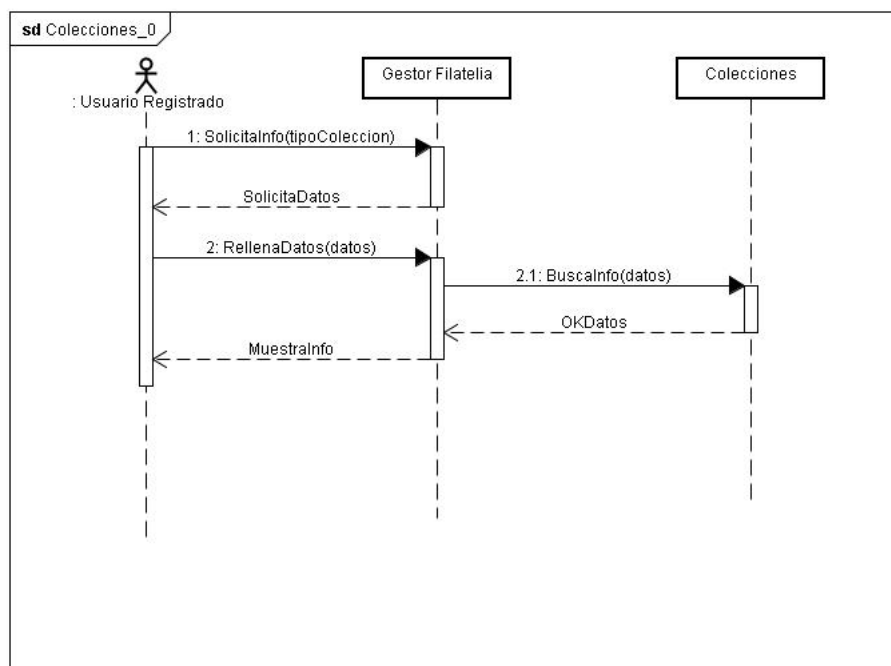 sd Colecciones_0
: Usuario Registrado
Gestor Filatelia
Colecciones
1: SolicitaInfo(tipoColeccion)
SolicitaDatos
2: RellenaDatos(datos)
2.1: BuscaInfo(datos)
OKDatos
MuestraInfo